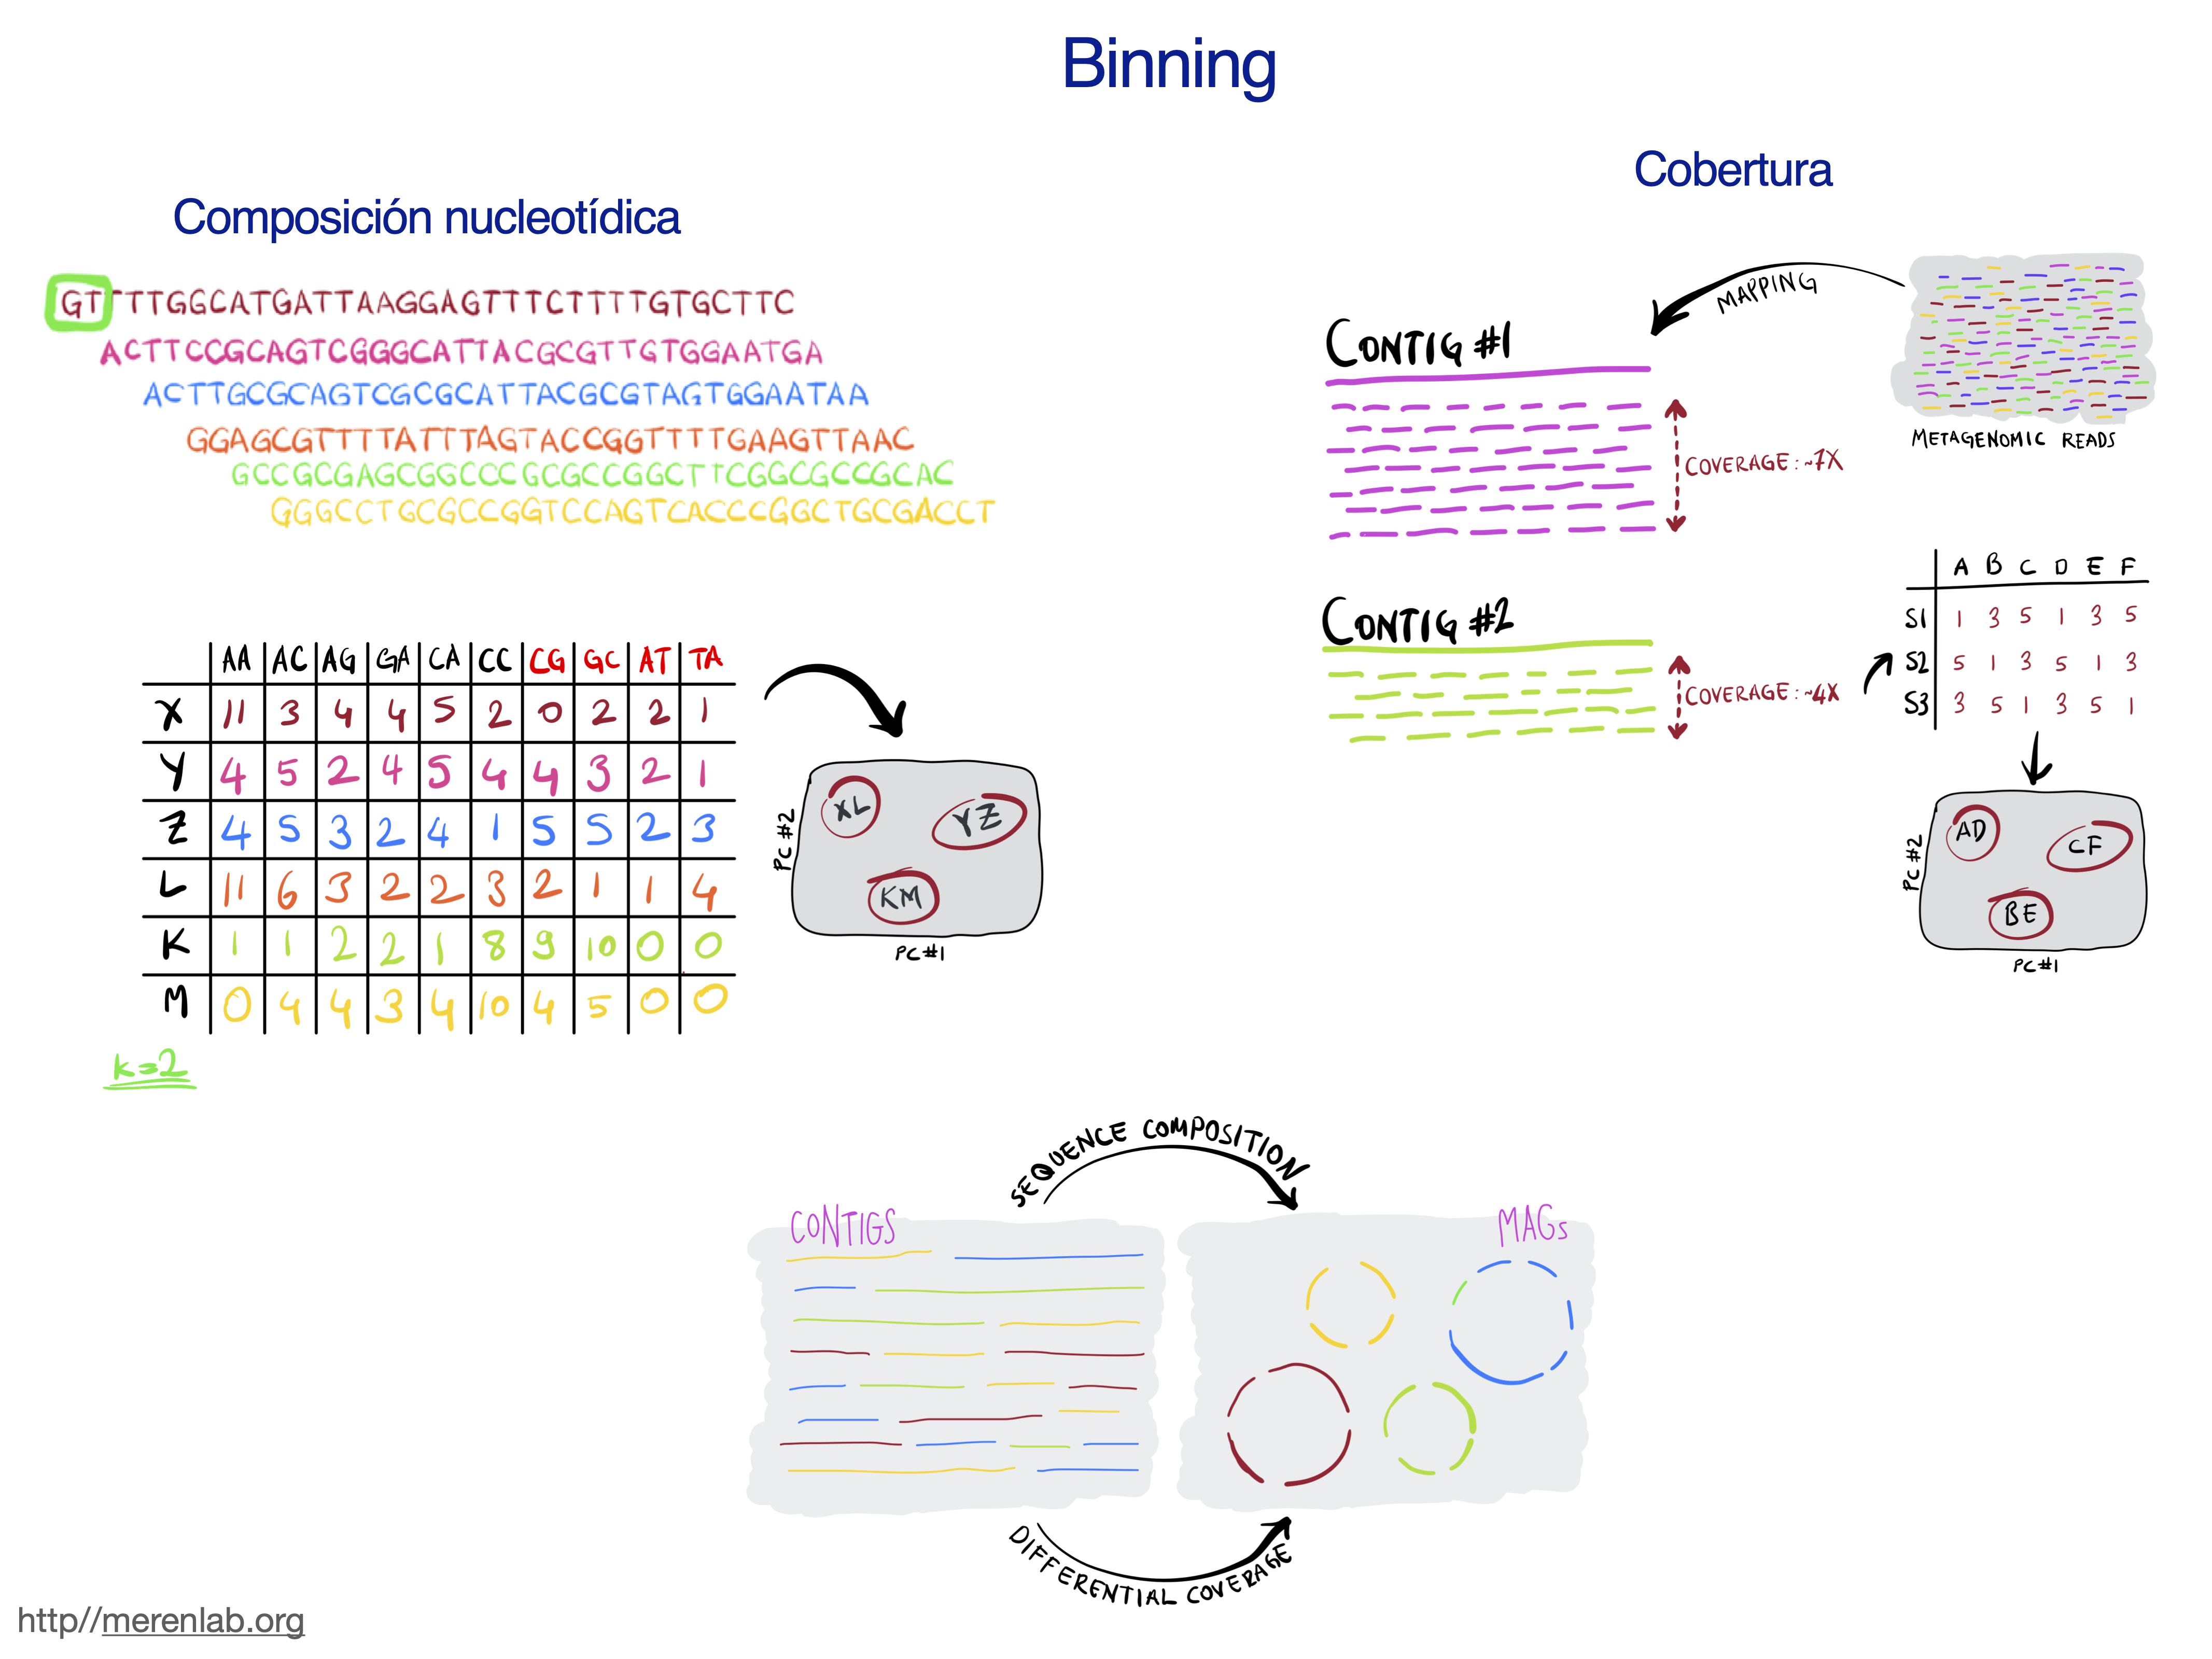 Binning
Composición nucleotídica
GTTTTGGCATGATTAAGGAGTTTCTTTTGTGCTTC
ACTTCCGCAGTCGGGCATTACGCGTTGTGGAATGA
ACTTGCGCAGTCGCGCATTACGCGTAGTGGAATAA
GGAGCGTTTTATTTAGTACCGGTTTTGAAGTTAAC
GCCGCGAGCGGCCCGCGCCGGCTTCGGCGCCGCAC
GGGCCTGCGCCGGTCCAGTCACCCGGCTGCGACCT
AA AC AG GA CA CC CG GC AT TA
X 11 3 4 4 5 2 0 2 2 1
Y 4 5 2 4 5 4 4 3 2 1
Z 4 5 3 2 4 1 5 5 2 3
L 11 6 3 2 2 3 2 1 1 4
K 1 1 2 2 1 8 9 10 0 0
M 0 4 4 3 4 10 4 5 0 0
k=2
PC #2
XL
YZ
KM
PC#1
Cobertura
MAPPING
METAGENOMIC READS
CONTIG #1
COVERAGE: ~7X
CONTIG #2
COVERAGE: ~4X
A B C D E F
S1 1 3 5 1 3 5
S2 5 1 3 5 1 3
S3 3 5 1 3 5 1
PC #2
AD
CF
BE
PC#1
SEQUENCE COMPOSITION
CONTIGS
MAGs
DIFFERENTIAL COVERAGE
http//merenlab.org